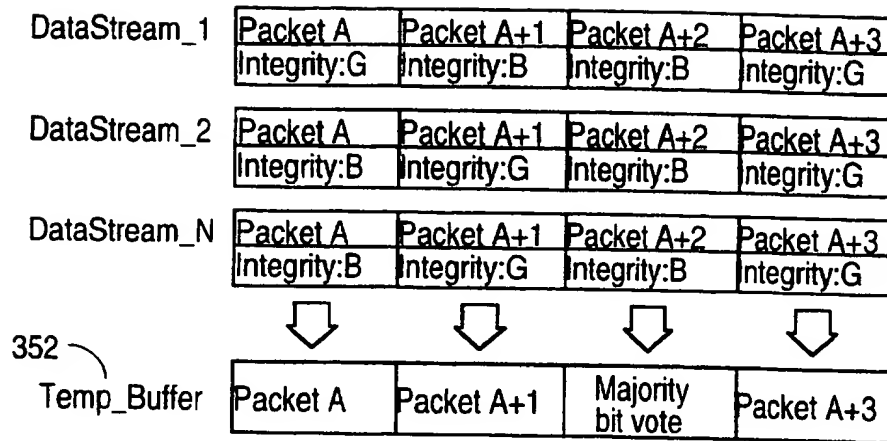 DataStream_1 Packet A Packet A+1 Packet A+2 Packet A+3
Integrity:G Integrity:B Integrity:B Integrity:G
DataStream_2 Packet A Packet A+1 Packet A+2 Packet A+3
Integrity:B Integrity:G Integrity:B Integrity:G
DataStream_N Packet A Packet A+1 Packet A+2 Packet A+3
Integrity:B Integrity:G Integrity:B Integrity:G
352
Temp_Buffer Packet A Packet A+1 Majority bit vote Packet A+3